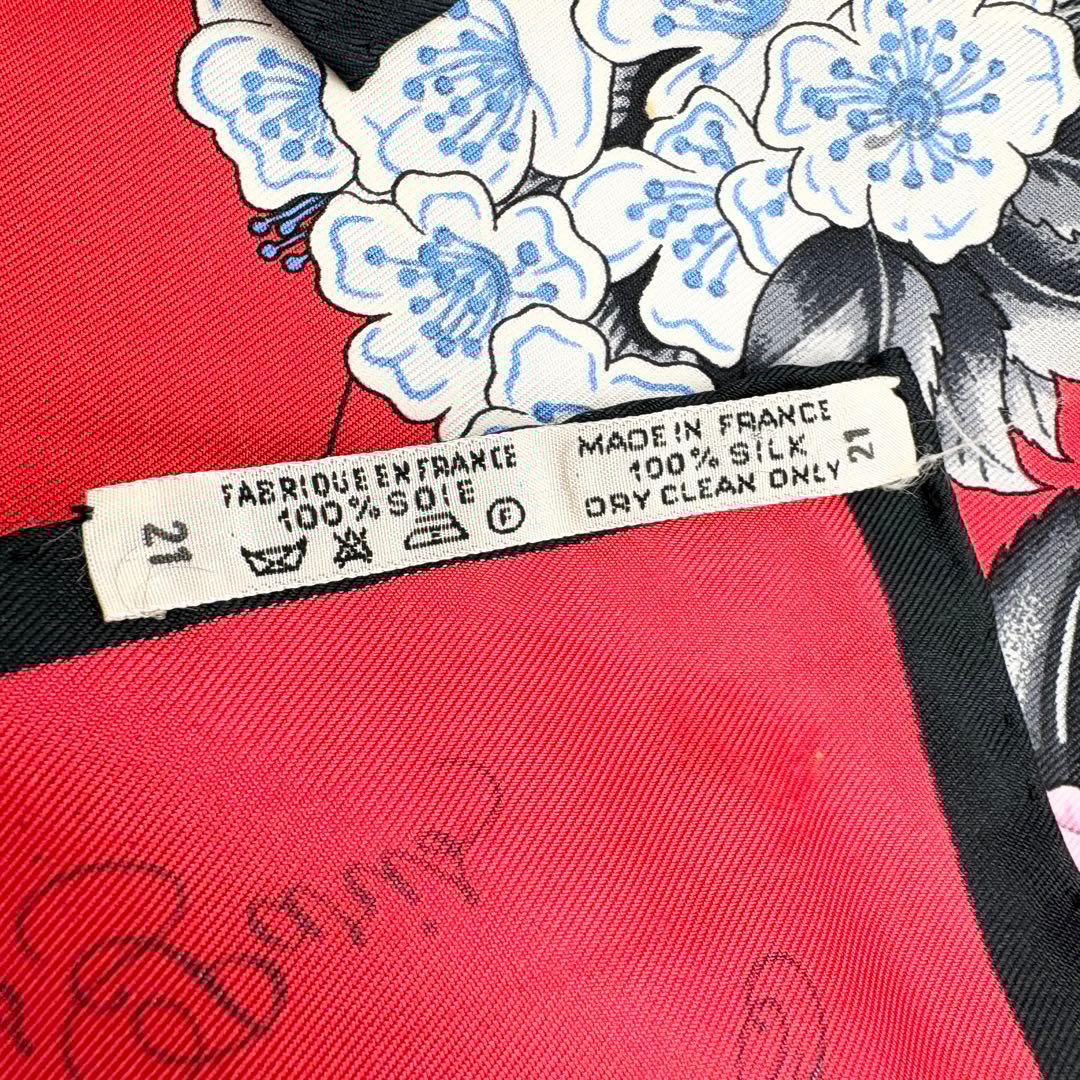 21
FABRIQUE EN FRANCE
100% SOIE
F
MADE IN FRANCE
100% SILK
DRY CLEAN ONLY
21